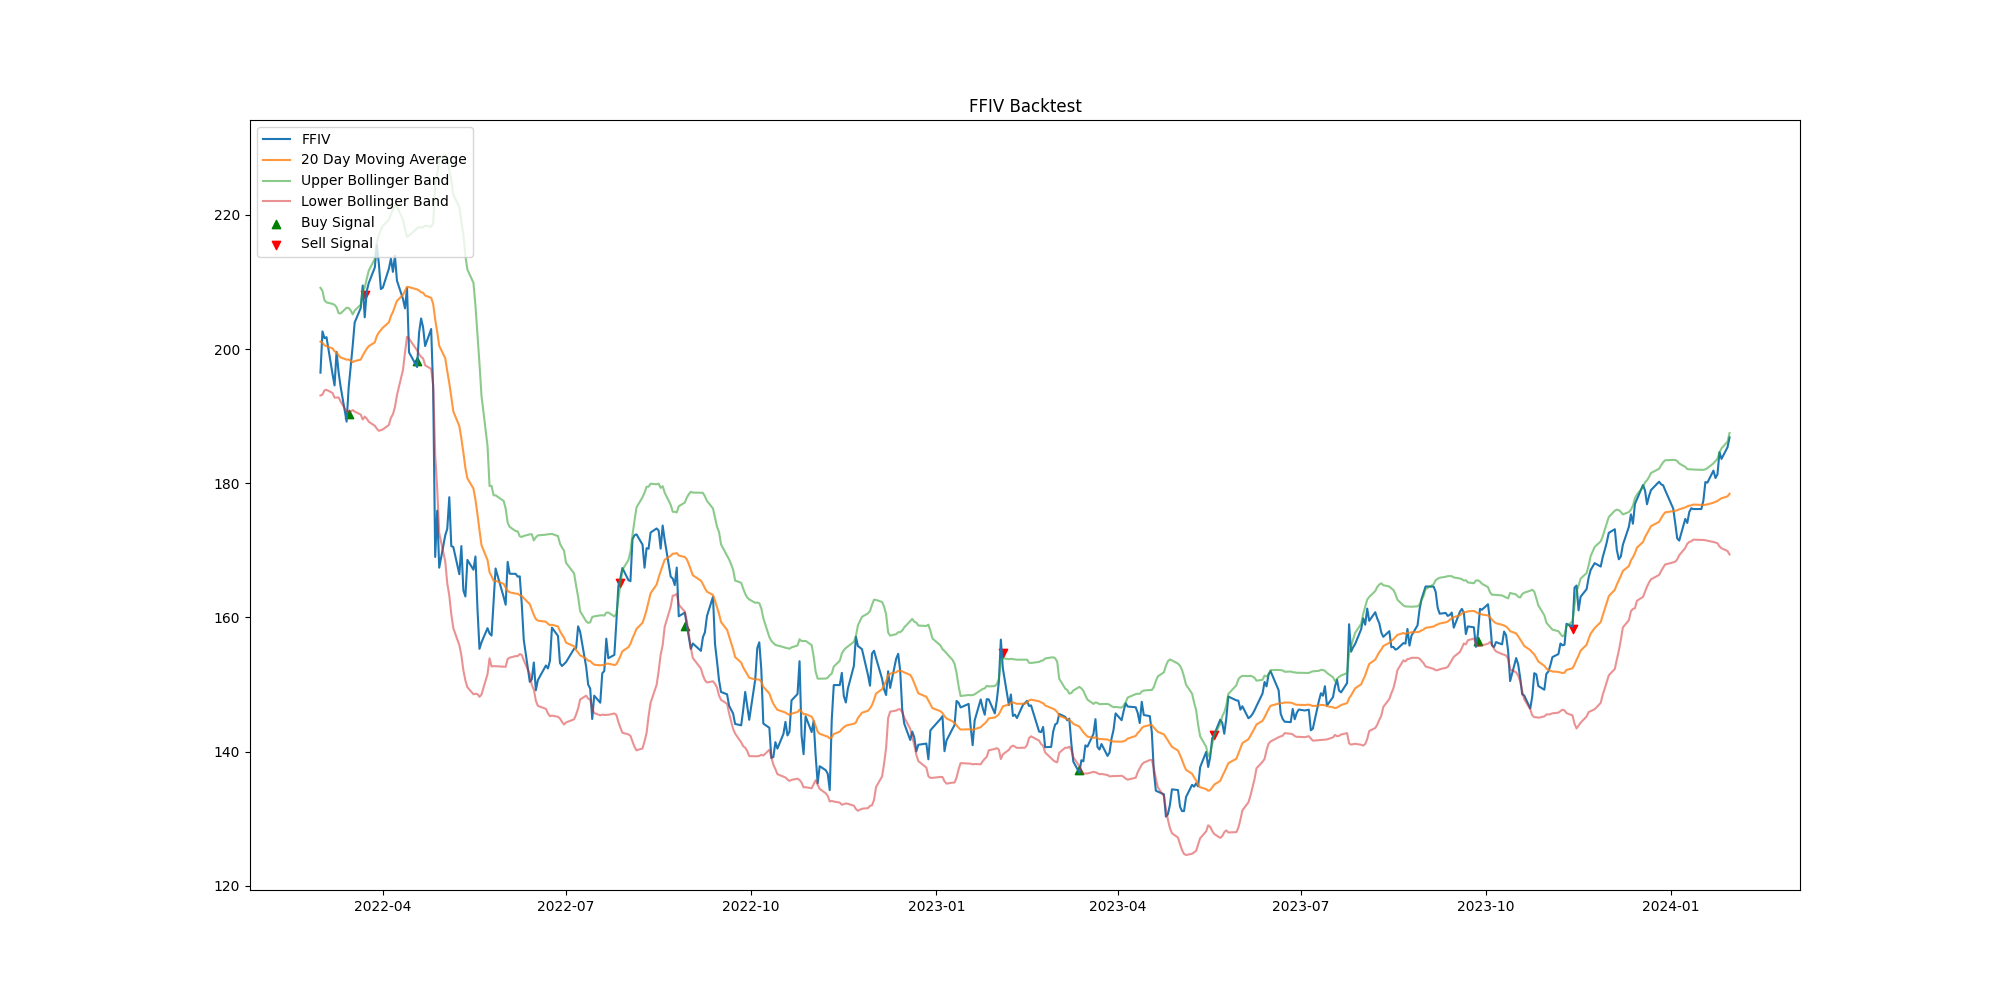 FFIV Backtest
FFIV
20 Day Moving Average
Upper Bollinger Band
Lower Bollinger Band
Buy Signal
Sell Signal
220
200
180
160
140
120
2022-04 2022-07 2022-10 2023-01 2023-04 2023-07 2023-10 2024-01